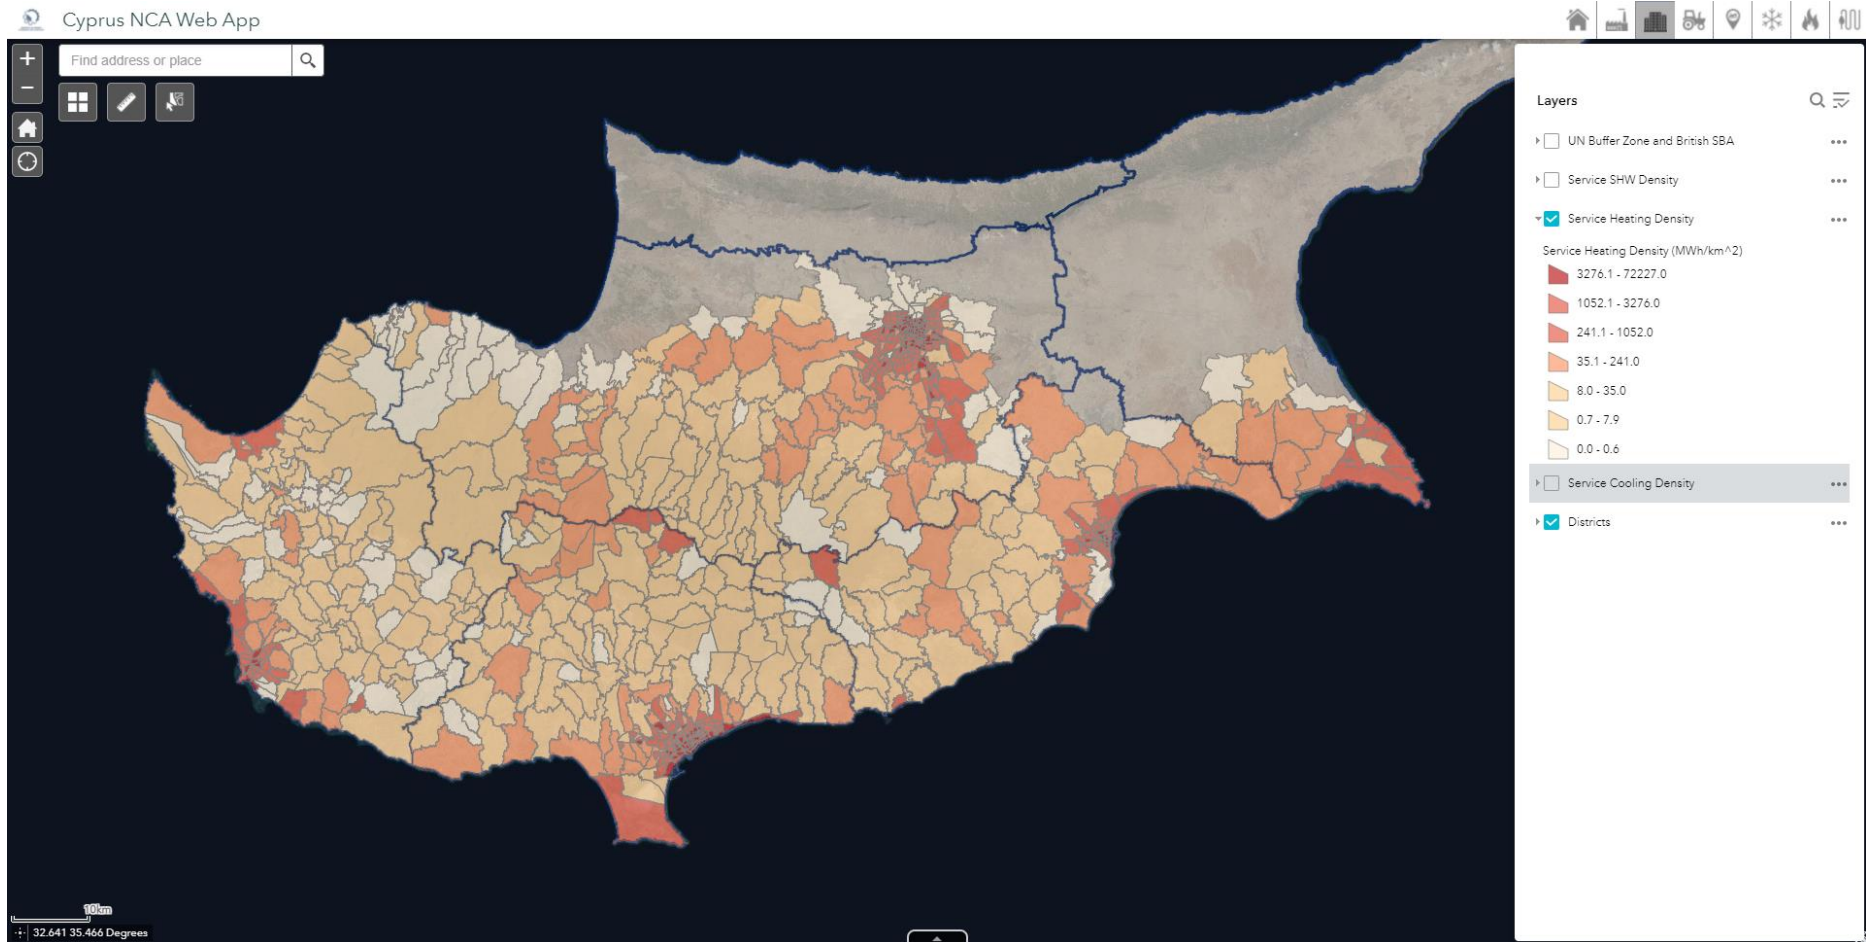 Cyprus NCA Web App
Find address or place
Layers
UN Buffer Zone and British SBA
Service SHW Density
Service Heating Density
Service Heating Density (MWh/km^2)
3276.1 - 72227.0
1052.1 - 3276.0
241.1 - 1052.0
35.1 - 241.0
8.0 - 35.0
0.7 - 7.9
0.0 - 0.6
Service Cooling Density
Districts
10km
32.641 35.466 Degrees